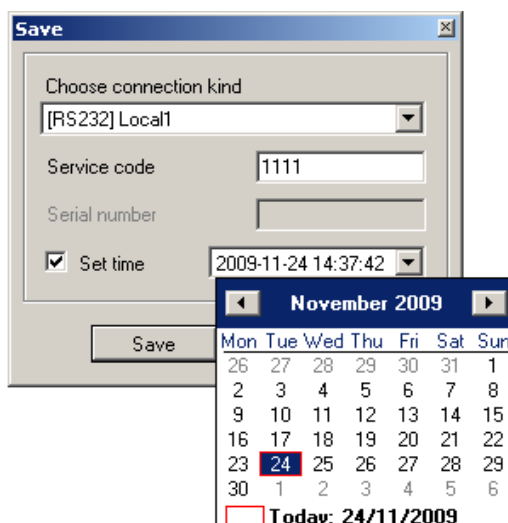 Save
Choose connection kind
[RS232] Local1
Service code 1111
Serial number
Set time 2009-11-24 14:37:42
November 2009
Save
Mon Tue Wed Thu Fri Sat Sun
26 27 28 29 30 31 1
2 3 4 5 6 7 8
9 10 11 12 13 14 15
16 17 18 19 20 21 22
23 24 25 26 27 28 29
30 1 2 3 4 5 6
Today: 24/11/2009